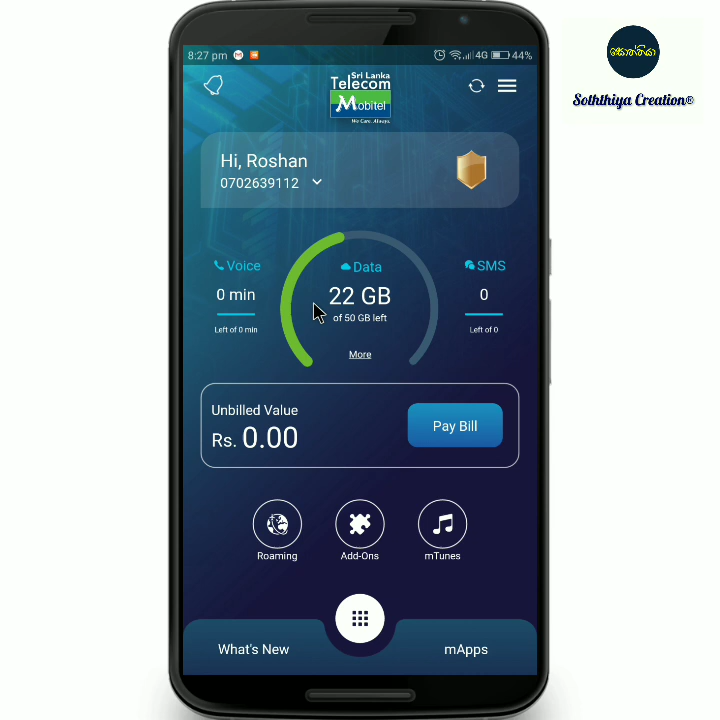 8:27 pm
4G
44%
සොත්තියා
Soththiya Creation®
Sri Lanka
Telecom
Mobitel
We Care. Always.
Hi, Roshan
0702639112
Voice
0 min
Left of 0 min
Data
22 GB
of 50 GB left
More
SMS
0
Left of 0
Unbilled Value
Rs. 0.00
Pay Bill
Roaming
Add-Ons
mTunes
What's New
mApps